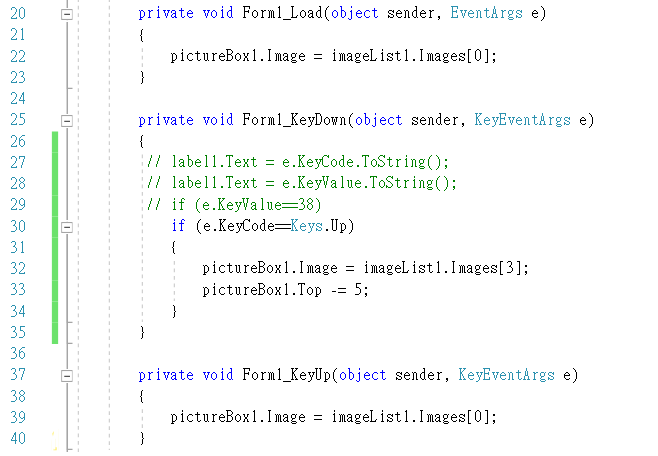 20 private void Form1_Load(object sender, EventArgs e)
21 {
22 pictureBox1.Image = imageList1.Images[0];
23 }
24
25 private void Form1_KeyDown(object sender, KeyEventArgs e)
26 {
27 // label1.Text = e.KeyCode.ToString();
28 // label1.Text = e.KeyValue.ToString();
29 // if (e.KeyValue==38)
30 if (e.KeyCode==Keys.Up)
31 {
32 pictureBox1.Image = imageList1.Images[3];
33 pictureBox1.Top -= 5;
34 }
35 }
36
37 private void Form1_KeyUp(object sender, KeyEventArgs e)
38 {
39 pictureBox1.Image = imageList1.Images[0];
40 }